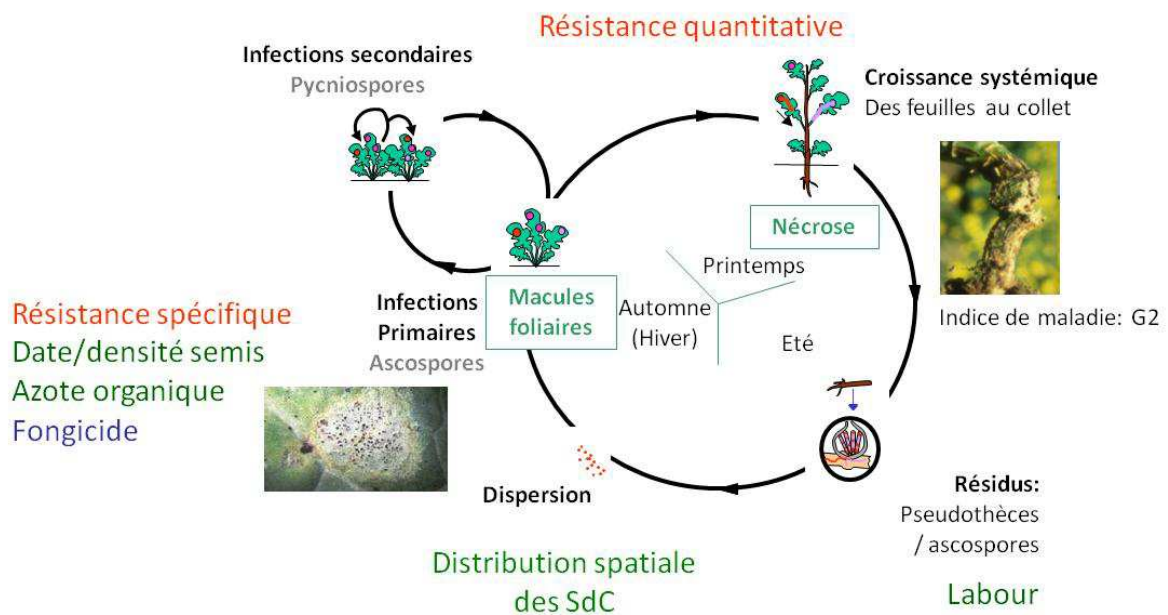 Résistance quantitative
Infections secondaires
Pycniospores
Croissance systémique
Des feuilles au collet
Nécrose
Printemps
Automne
(Hiver)
Eté
Indice de maladie: G2
Infections
Primaires
Ascospores
Macules
foliaires
Résistance spécifique
Date/densité semis
Azote organique
Fongicide
Dispersion
Résidus:
Pseudothèces
/ ascospores
Distribution spatiale
des SdC
Labour